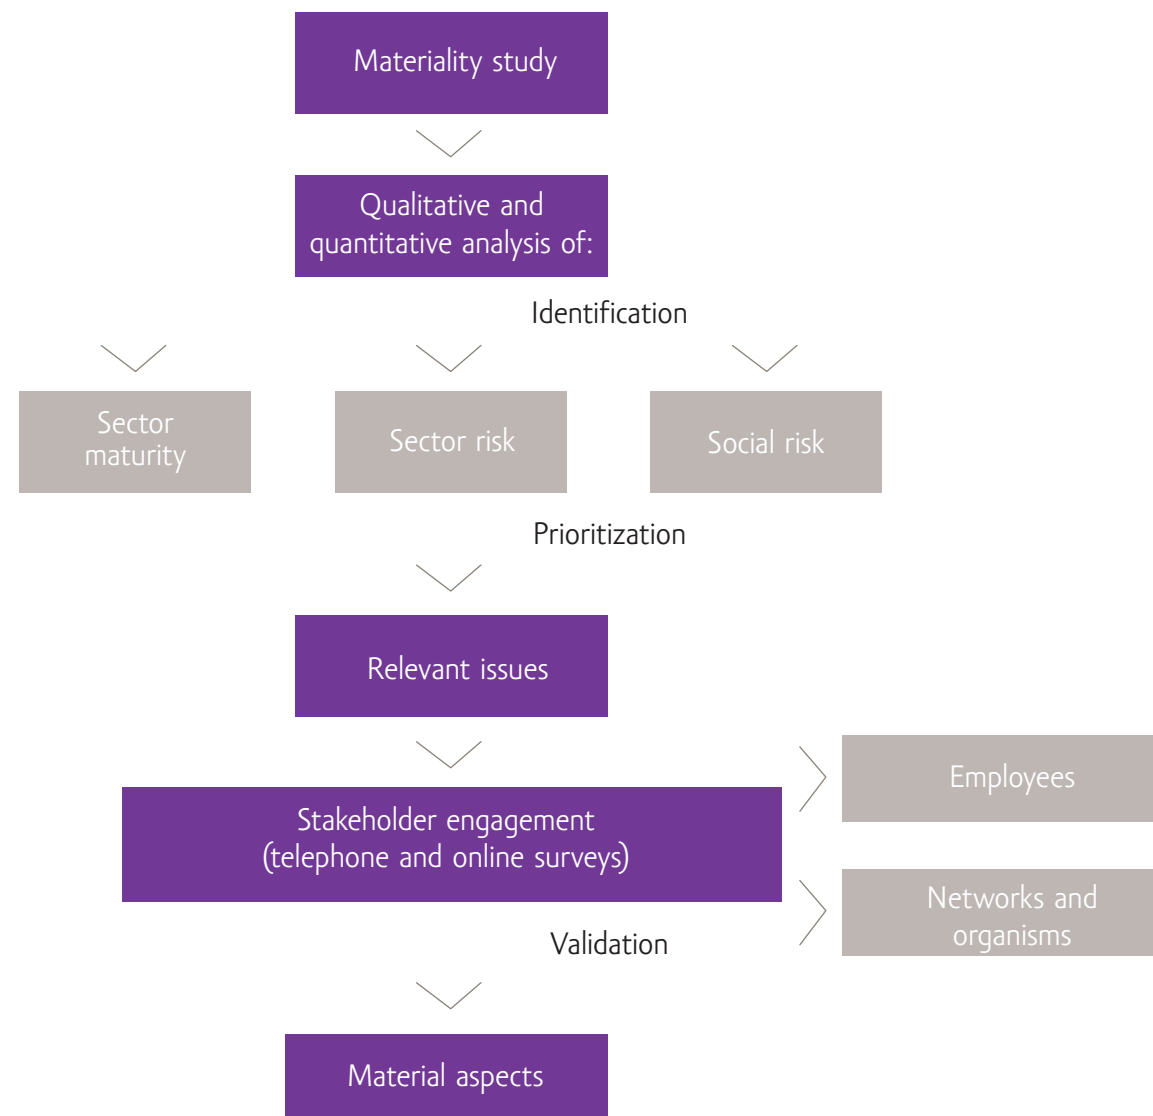 Materiality study
Qualitative and
quantitative analysis of:
Identification
Sector
maturity
Sector risk
Social risk
Prioritization
Relevant issues
Stakeholder engagement
(telephone and online surveys)
Employees
Networks and
organisms
Validation
Material aspects